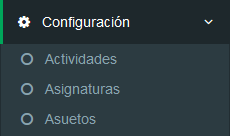 Configuración
Actividades
Asignaturas
Asuetos